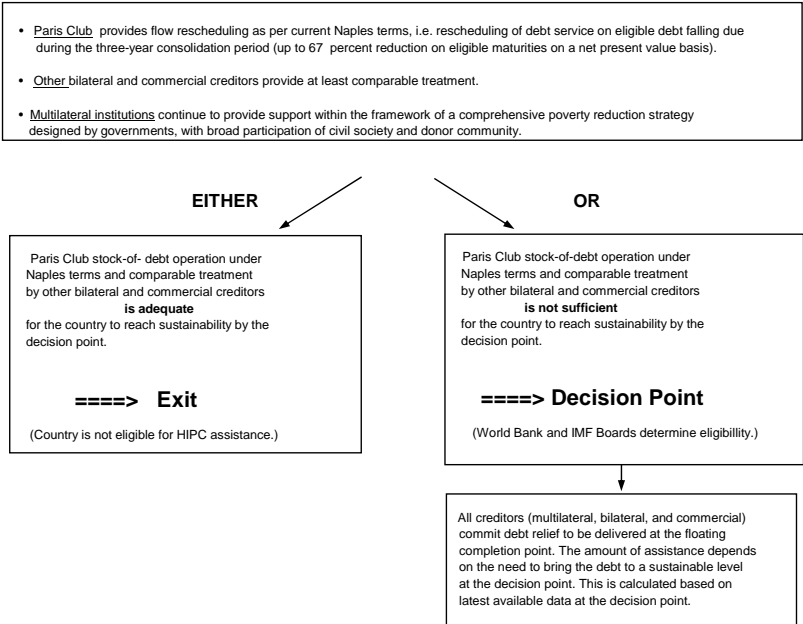 • Paris Club provides flow rescheduling as per current Naples terms, i.e. rescheduling of debt service on eligible debt falling due
during the three-year consolidation period (up to 67 percent reduction on eligible maturities on a net present value basis).
• Other bilateral and commercial creditors provide at least comparable treatment.
• Multilateral institutions continue to provide support within the framework of a comprehensive poverty reduction strategy
designed by governments, with broad participation of civil society and donor community.
EITHER
OR
Paris Club stock-of- debt operation under
Naples terms and comparable treatment
by other bilateral and commercial creditors
is adequate
for the country to reach sustainability by the
decision point.
====> Exit
(Country is not eligible for HIPC assistance.)
Paris Club stock-of-debt operation under
Naples terms and comparable treatment
by other bilateral and commercial creditors
is not sufficient
for the country to reach sustainability by the
decision point.
====> Decision Point
(World Bank and IMF Boards determine eligibillity.)
All creditors (multilateral, bilateral, and commercial)
commit debt relief to be delivered at the floating
completion point. The amount of assistance depends
on the need to bring the debt to a sustainable level
at the decision point. This is calculated based on
latest available data at the decision point.